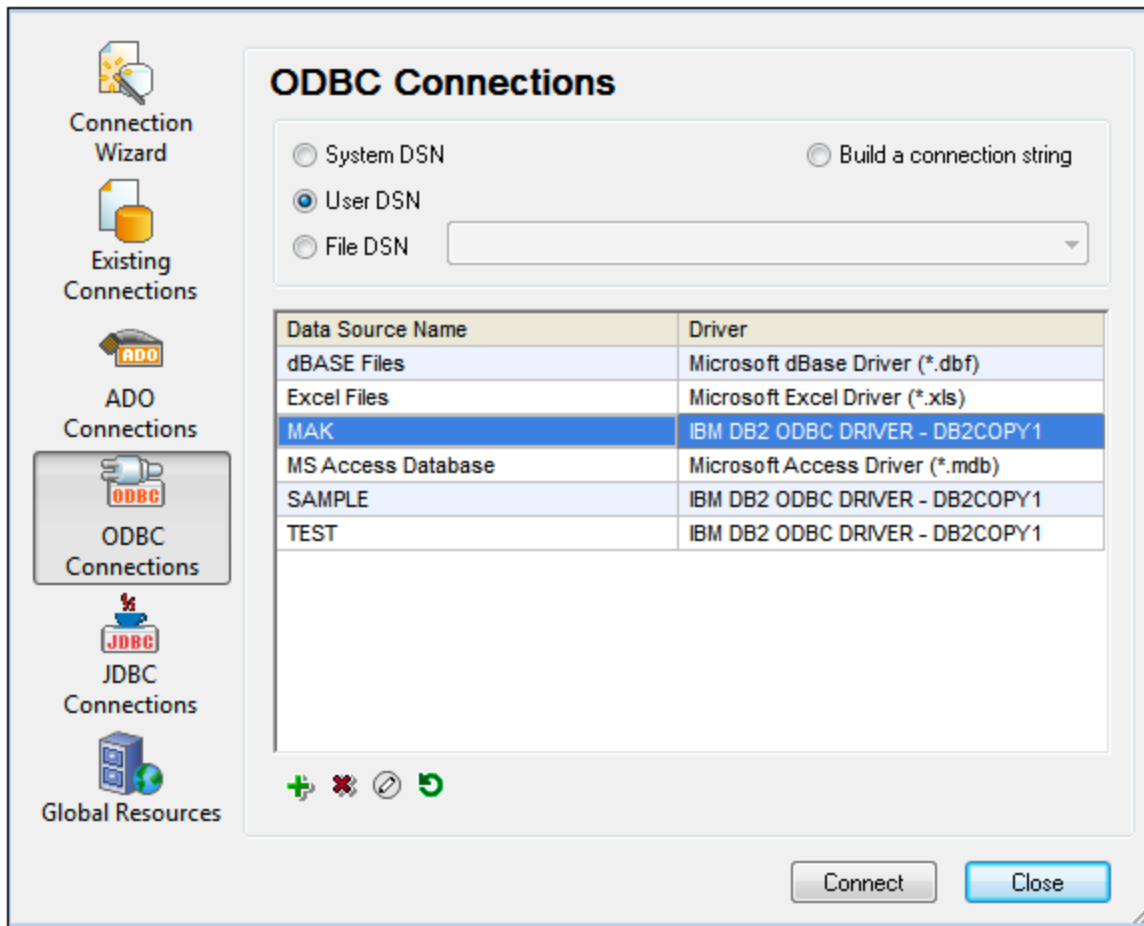 Connection
Wizard
Existing
Connections
ADO
ADO
Connections
ODBC
ODBC
Connections
JDBC
JDBC
Connections
Global Resources
ODBC Connections
System DSN
Build a connection string
User DSN
File DSN
Data Source Name Driver
dBASE Files Microsoft dBase Driver (*.dbf)
Excel Files Microsoft Excel Driver (*.xls)
MAK IBM DB2 ODBC DRIVER - DB2COPY1
MS Access Database Microsoft Access Driver (*.mdb)
SAMPLE IBM DB2 ODBC DRIVER - DB2COPY1
TEST IBM DB2 ODBC DRIVER - DB2COPY1
Connect Close